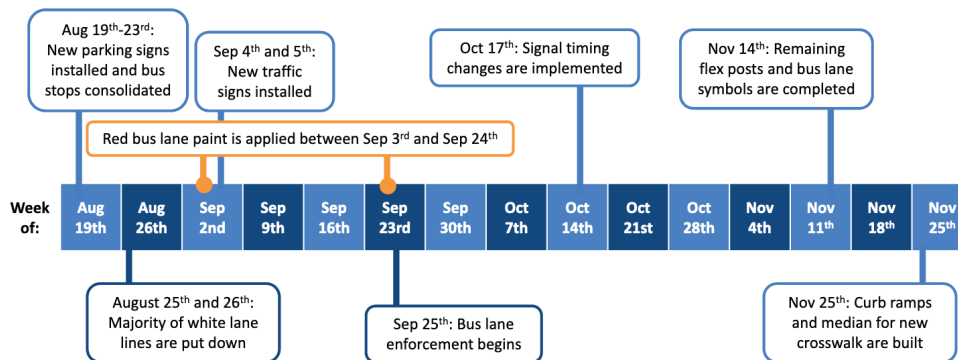 Aug 19th-23rd:
New parking signs
installed and bus
stops consolidated
Sep 4th and 5th:
New traffic
signs installed
Oct 17th: Signal timing
changes are implemented
Nov 14th: Remaining
flex posts and bus lane
symbols are completed
Red bus lane paint is applied between Sep 3rd and Sep 24th
Week
of:
Aug
19th
Aug
26th
Sep
2nd
Sep
9th
Sep
16th
Sep
23rd
Sep
30th
Oct
7th
Oct
14th
Oct
21st
Oct
28th
Nov
4th
Nov
11th
Nov
18th
Nov
25th
August 25th and 26th:
Majority of white lane
lines are put down
Sep 25th: Bus lane
enforcement begins
Nov 25th: Curb ramps
and median for new
crosswalk are built